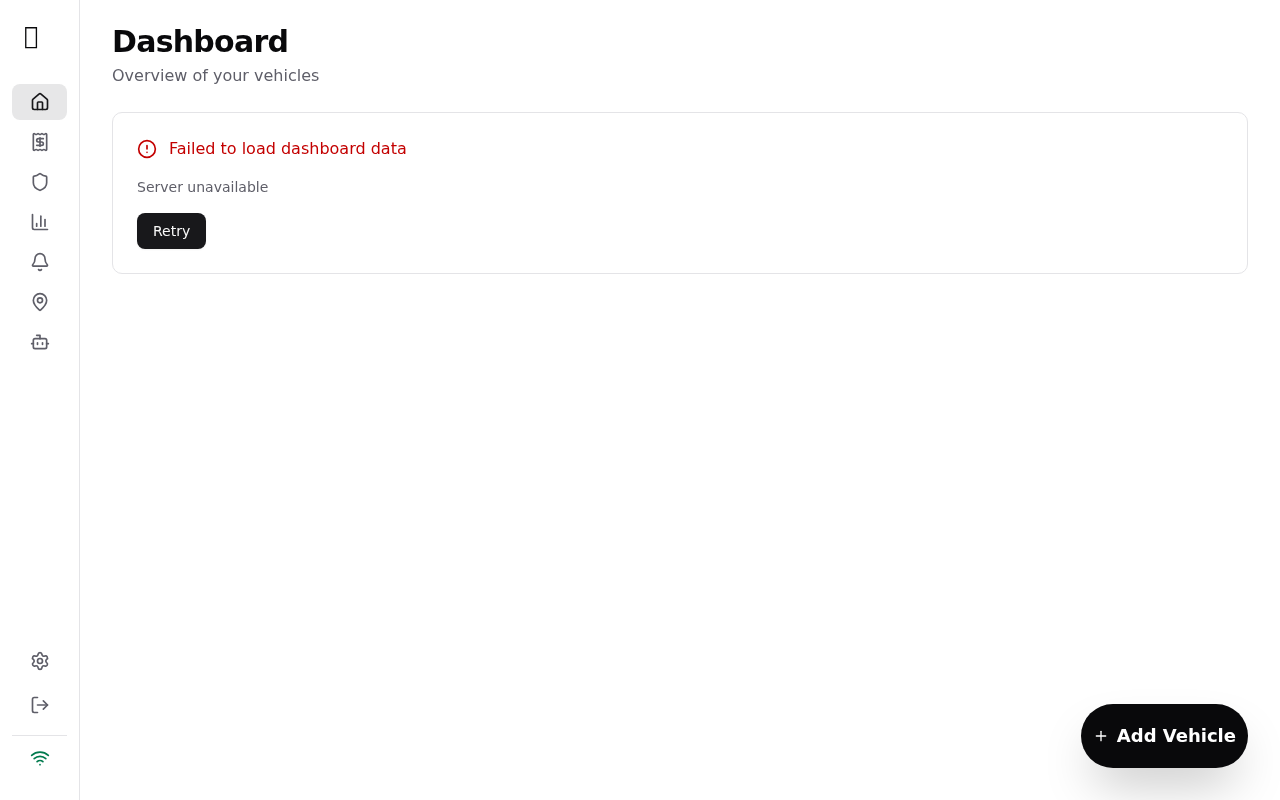 Dashboard
Overview of your vehicles
Failed to load dashboard data
Server unavailable
Retry
Add Vehicle